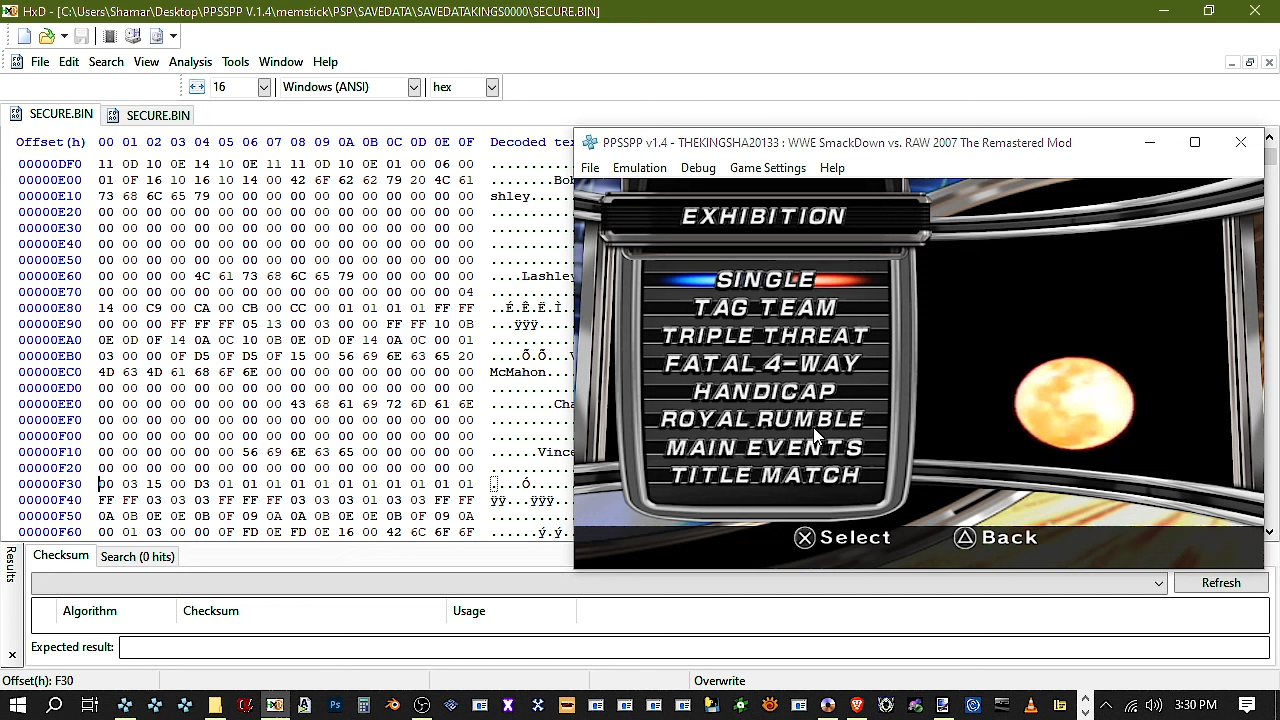 HxD - [C:\Users\Shamar\Desktop\PPSSPP V.1.4\memstick\PSP\SAVEDATA\SAVEDATAKINGS0000\SECURE.BIN]
File Edit Search View Analysis Tools Window Help
16 Windows (ANSI) hex
SECURE.BIN SECURE.BIN
Offset(h) 00 01 02 03 04 05 06 07 08 09 0A 0B 0C 0D 0E 0F Decoded te
00000DF0 11 0D 10 0E 14 10 0E 11 11 0D 10 0E 01 00 06 00 ................
00000E00 01 0F 16 10 16 10 14 00 42 6F 62 62 79 20 4C 61 ........Bo
00000E10 73 68 6C 65 79 00 00 00 00 00 00 00 00 00 00 00 shley...........
00000E20 00 00 00 00 00 00 00 00 00 00 00 00 00 00 00 00
00000E30 00 00 00 00 00 00 00 00 00 00 00 00 00 00 00 00
00000E40 00 00 00 00 00 00 00 00 00 00 00 00 00 00 00 00
00000E50 00 00 00 00 00 00 00 00 00 00 00 00 00 00 00 00
00000E60 00 00 00 00 4C 61 73 68 6C 65 79 00 00 00 00 00 ....Lashley
00000E70 00 00 00 00 00 00 00 00 00 00 00 00 00 00 00 04
00000E80 14 00 C9 00 CA 00 CB 00 CC 00 01 01 01 01 FF FF ..É.Ê.Ë.Ì.
00000E90 00 00 00 FF FF FF 05 13 00 03 00 00 FF FF 10 0B ...ÿÿÿ
00000EA0 0E 0E 05 14 0A 0C 10 0B 0E 0D 0F 14 0A 0C 00 01
00000EB0 03 00 00 0F D5 0F D5 0F 15 00 56 69 6E 63 65 20 ....Õ.Õ...
00000EC0 4D 63 4D 61 68 6F 6E 00 00 00 00 00 00 00 00 00 McMahon...
00000ED0 00 00 00 00 00 00 00 00 00 00 00 00 00 00 00 00
00000EE0 00 00 00 00 00 00 00 00 43 68 61 69 72 6D 61 6E ........Cha
00000EF0 00 00 00 00 00 00 00 00 00 00 00 00 00 00 00 00
00000F00 00 00 00 00 00 00 00 00 00 00 00 00 00 00 00 00
00000F10 00 00 00 00 00 00 56 69 6E 63 65 00 00 00 00 00 ......Vince
00000F20 00 00 00 00 00 00 00 00 00 00 00 00 00 00 00 00
00000F30 00 03 15 00 D3 01 01 01 01 01 01 01 01 01 01 01 ....Ó
00000F40 FF FF 03 03 03 FF FF FF 03 03 03 01 03 03 FF FF ÿÿ...ÿÿÿ
00000F50 0A 0B 0E 0E 0B 0F 09 0A 0A 0B 0E 0E 0B 0F 09 0A
00000F60 00 01 03 00 00 0F FD 0E FD 0E 16 00 42 6C 6F 6F ......ý.ý
PPSSPP v1.4 - THEKINGSHA20133 : WWE SmackDown vs. RAW 2007 The Remastered Mod
File Emulation Debug Game Settings Help
EXHIBITION
SINGLE
TAG TEAM
TRIPLE THREAT
FATAL 4-WAY
HANDICAP
ROYAL RUMBLE
MAIN EVENTS
TITLE MATCH
Select Back
Results
Checksum Search (0 hits)
Refresh
Algorithm Checksum Usage
Expected result:
Offset(h): F30 Overwrite
3:30 PM